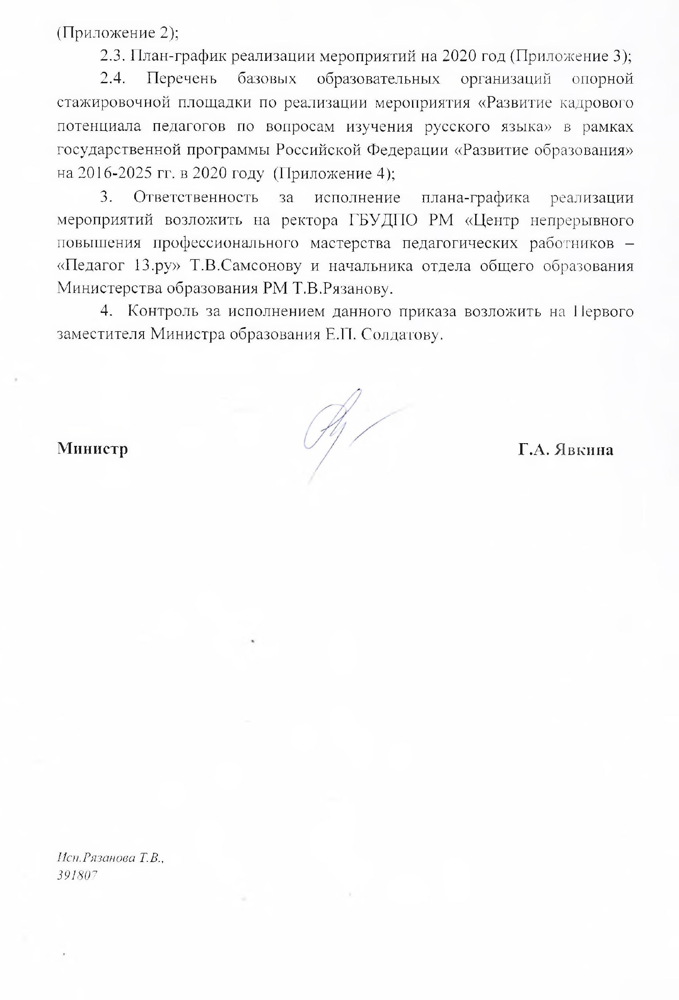 (Приложение 2);
2.3. План-график реализации мероприятий на 2020 год (Приложение 3);
2.4. Перечень базовых образовательных организаций опорной
стажировочной площадки по реализации мероприятия «Развитие кадрового
потенциала педагогов по вопросам изучения русского языка» в рамках
государственной программы Российской Федерации «Развитие образования»
на 2016-2025 гг. в 2020 году (Приложение 4);
3. Ответственность за исполнение плана-графика реализации
мероприятий возложить на ректора ГБУДПО РМ «Центр непрерывного
повышения профессионального мастерства педагогических работников –
«Педагог 13.ру» Т.В.Самсонову и начальника отдела общего образования
Министерства образования РМ Т.В.Рязанову.
4. Контроль за исполнением данного приказа возложить на Первого
заместителя Министра образования Е.П. Солдатову.
Министр Г.А. Явкина
Исп.Рязанова Т.В.,
391807